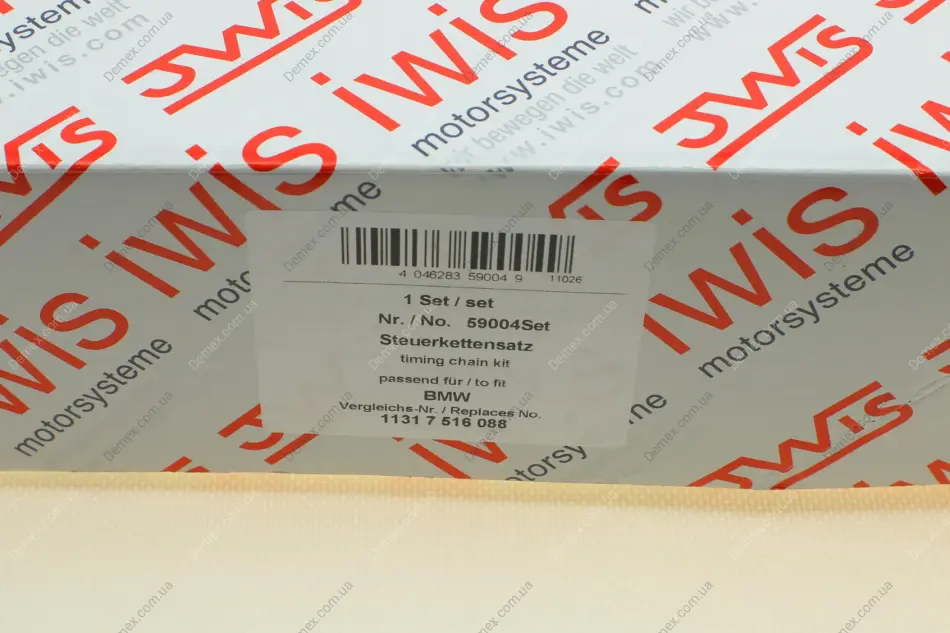 iwis
motorsysteme
wir bewegen die welt
www.iwis.com
4 046283 59004 9
11026
1 Set / set
Nr. / No. 59004Set
Steuerkettensatz
timing chain kit
passend für / to fit
BMW
Vergleichs-Nr. / Replaces No.
1131 7 516 088
iwis
motorsysteme
Demex.com.ua